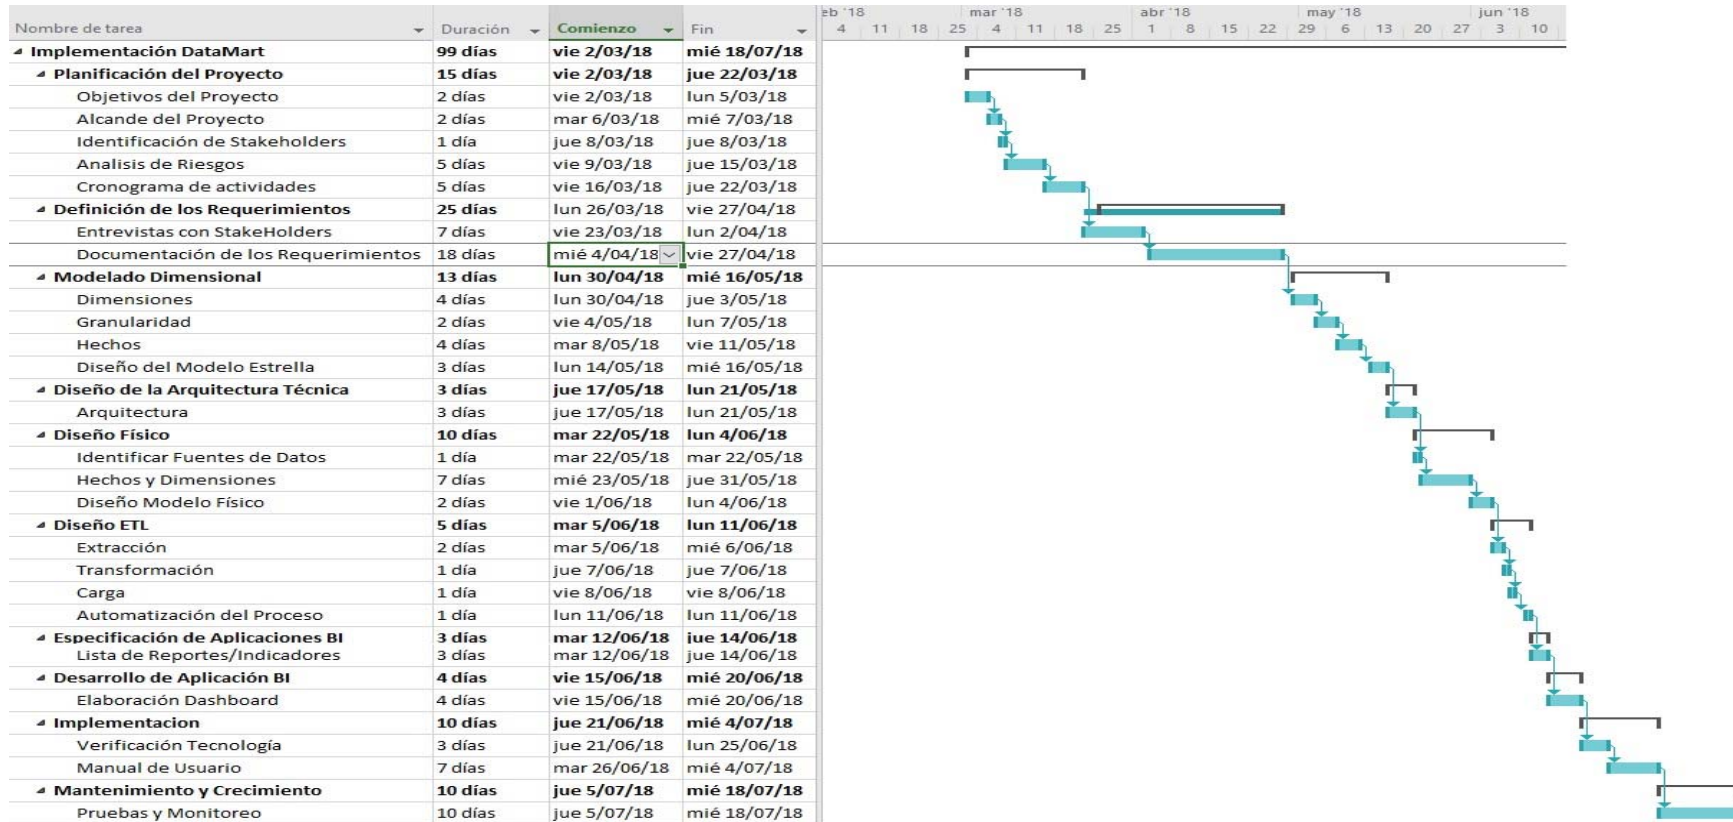 eb '18 mar '18 abr '18 may '18 jun '18
Nombre de tarea Duración Comienzo Fin 4 11 18 25 4 11 18 25 1 8 15 22 29 6 13 20 27 3 10
Implementación DataMart 99 días vie 2/03/18 mié 18/07/18
Planificación del Proyecto 15 días vie 2/03/18 jue 22/03/18
Objetivos del Proyecto 2 días vie 2/03/18 lun 5/03/18
Alcande del Proyecto 2 días mar 6/03/18 mié 7/03/18
Identificación de Stakeholders 1 día jue 8/03/18 jue 8/03/18
Analisis de Riesgos 5 días vie 9/03/18 jue 15/03/18
Cronograma de actividades 5 días vie 16/03/18 jue 22/03/18
Definición de los Requerimientos 25 días lun 26/03/18 vie 27/04/18
Entrevistas con StakeHolders 7 días vie 23/03/18 lun 2/04/18
Documentación de los Requerimientos 18 días mié 4/04/18 vie 27/04/18
Modelado Dimensional 13 días lun 30/04/18 mié 16/05/18
Dimensiones 4 días lun 30/04/18 jue 3/05/18
Granularidad 2 días vie 4/05/18 lun 7/05/18
Hechos 4 días mar 8/05/18 vie 11/05/18
Diseño del Modelo Estrella 3 días lun 14/05/18 mié 16/05/18
Diseño de la Arquitectura Técnica 3 días jue 17/05/18 lun 21/05/18
Arquitectura 3 días jue 17/05/18 lun 21/05/18
Diseño Físico 10 días mar 22/05/18 lun 4/06/18
Identificar Fuentes de Datos 1 día mar 22/05/18 mar 22/05/18
Hechos y Dimensiones 7 días mié 23/05/18 jue 31/05/18
Diseño Modelo Físico 2 días vie 1/06/18 lun 4/06/18
Diseño ETL 5 días mar 5/06/18 lun 11/06/18
Extracción 2 días mar 5/06/18 mié 6/06/18
Transformación 1 día jue 7/06/18 jue 7/06/18
Carga 1 día vie 8/06/18 vie 8/06/18
Automatización del Proceso 1 día lun 11/06/18 lun 11/06/18
Especificación de Aplicaciones BI 3 días mar 12/06/18 jue 14/06/18
Lista de Reportes/Indicadores 3 días mar 12/06/18 jue 14/06/18
Desarrollo de Aplicación BI 4 días vie 15/06/18 mié 20/06/18
Elaboración Dashboard 4 días vie 15/06/18 mié 20/06/18
Implementacion 10 días jue 21/06/18 mié 4/07/18
Verificación Tecnología 3 días jue 21/06/18 lun 25/06/18
Manual de Usuario 7 días mar 26/06/18 mié 4/07/18
Mantenimiento y Crecimiento 10 días jue 5/07/18 mié 18/07/18
Pruebas y Monitoreo 10 días jue 5/07/18 mié 18/07/18